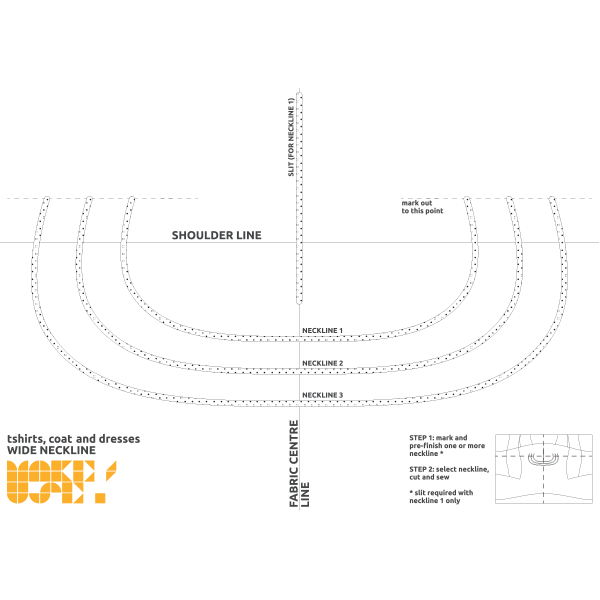 SLIT (FOR NECKLINE 1)
mark out
to this point
SHOULDER LINE
NECKLINE 1
NECKLINE 2
NECKLINE 3
FABRIC CENTRE
LINE
tshirts, coat and dresses
WIDE NECKLINE
MAKE/
USE!
STEP 1: mark and
pre-finish one or more
neckline *
STEP 2: select neckline,
cut and sew
* slit required with
neckline 1 only